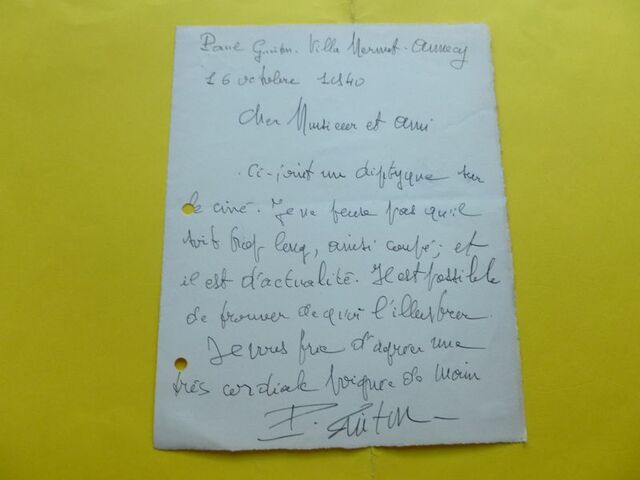 Paul Guiton. Villa Mermet. Annecy
16 octobre 1940
Cher Monsieur et ami
Ci-joint un diptyque sur
le ciné. Je ne pense pas qu'il
soit trop long, ainsi coupé; et
il est d'actualité. Il est possible
de trouver de quoi l'illustrer.
Je vous prie d'agréer une
très cordiale poignée de main
P. Guiton